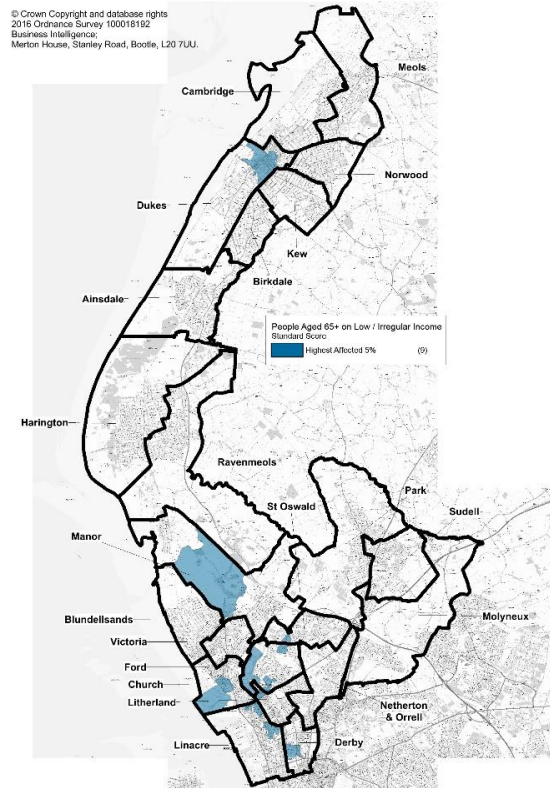 © Crown Copyright and database rights
2016 Ordnance Survey 100018192
Business Intelligence;
Merton House, Stanley Road, Bootle, L20 7UU.
Meols
Cambridge
Norwood
Dukes
Kew
Birkdale
Ainsdale
People Aged 65+ on Low / Irregular Income
Standard Score
Highest Affected 5% (9)
Harington
Ravenmeols
Park
St Oswald
Sudell
Manor
Blundellsands
Molyneux
Victoria
Ford
Church
Litherland
Netherton
& Orrell
Linacre
Derby